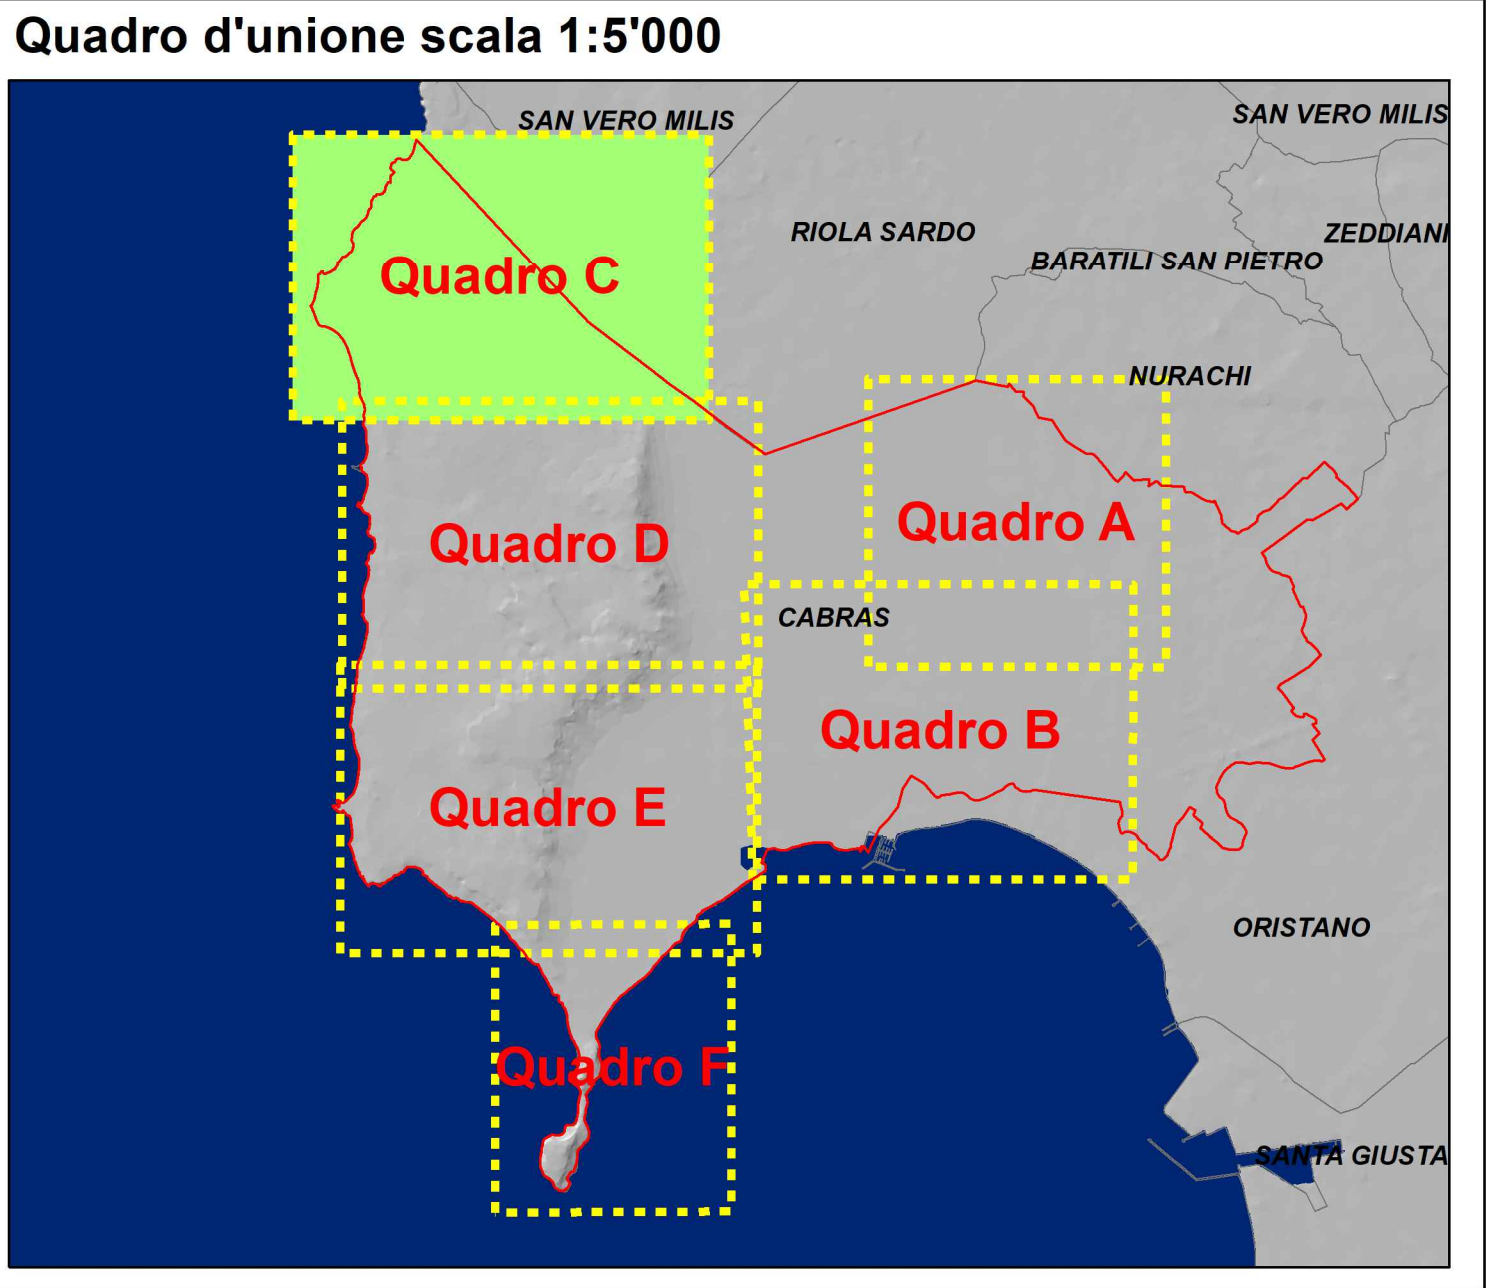 Quadro d'unione scala 1:5'000
SAN VERO MILIS
SAN VERO MILIS
RIOLA SARDO
ZEDDIANI
BARATILI SAN PIETRO
Quadro C
NURACHI
Quadro A
Quadro D
CABRAS
Quadro B
Quadro E
ORISTANO
Quadro F
SANTA GIUSTA